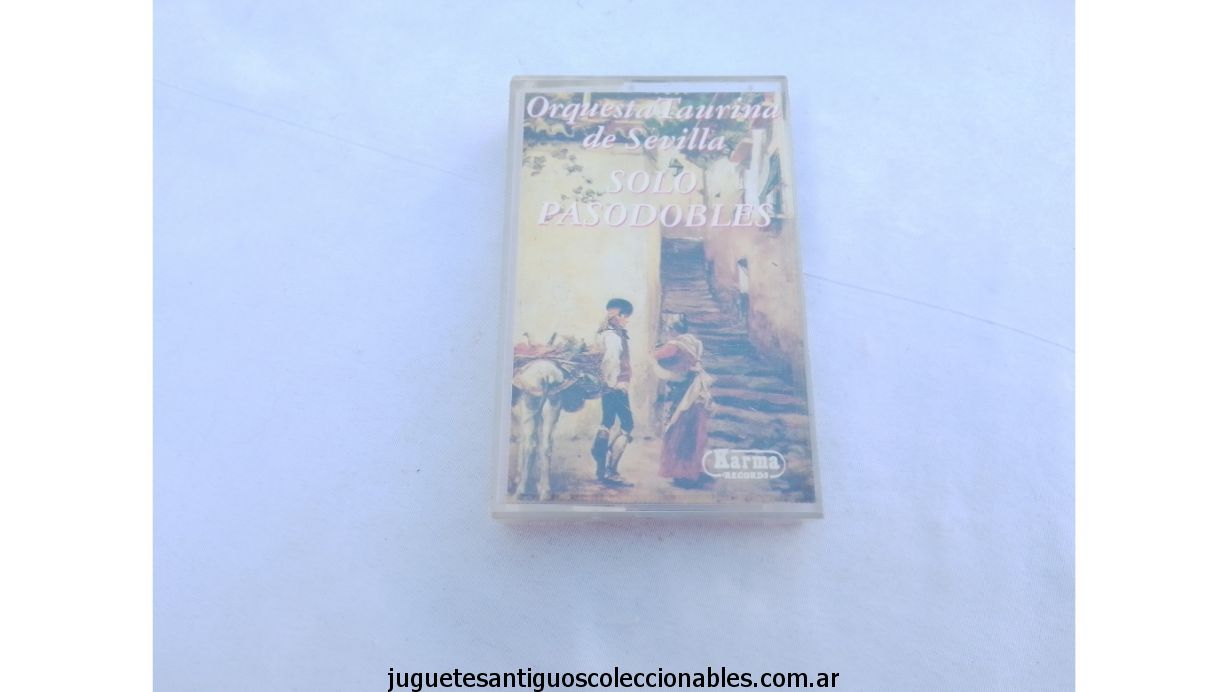 Orquesta Taurina
de Sevilla
SOLO
PASODOBLES
Karma
RECORDS
juguetesantiguoscoleccionables.com.ar